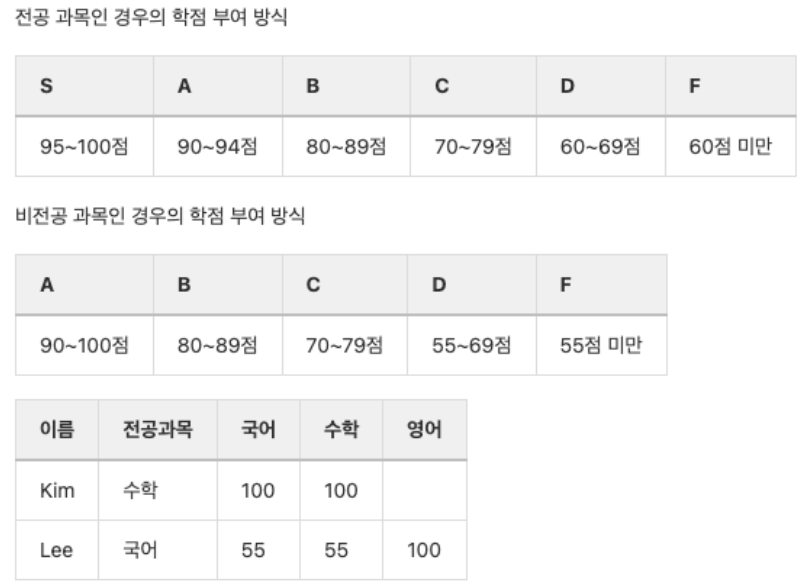 전공 과목인 경우의 학점 부여 방식
S A B C D F
95~100점 90~94점 80~89점 70~79점 60~69점 60점 미만
비전공 과목인 경우의 학점 부여 방식
A B C D F
90~100점 80~89점 70~79점 55~69점 55점 미만
이름 전공과목 국어 수학 영어
Kim 수학 100 100
Lee 국어 55 55 100